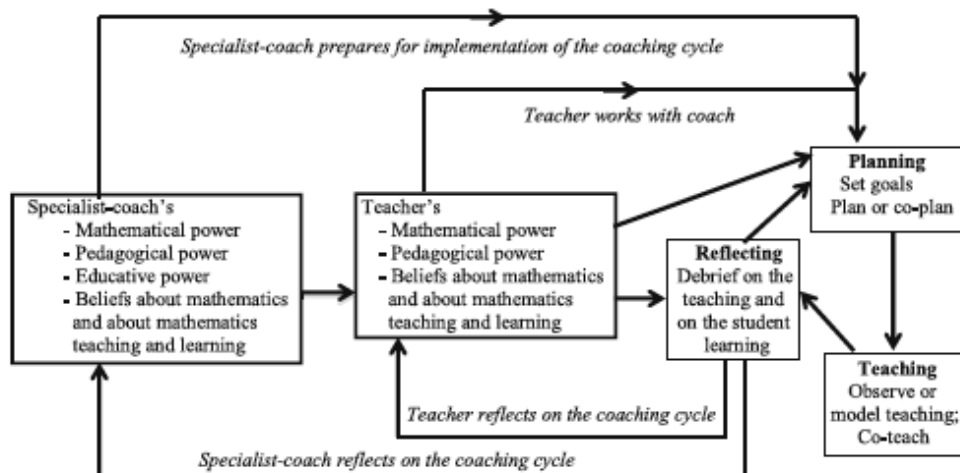 Specialist-coach prepares for implementation of the coaching cycle
Teacher works with coach
Specialist-coach's
- Mathematical power
- Pedagogical power
- Educative power
- Beliefs about mathematics
and about mathematics
teaching and learning
Teacher's
- Mathematical power
- Pedagogical power
- Beliefs about mathematics
and about mathematics
teaching and learning
Planning
Set goals
Plan or co-plan
Reflecting
Debrief on the
teaching and
on the student
learning
Teaching
Observe or
model teaching;
Co-teach
Teacher reflects on the coaching cycle
Specialist-coach reflects on the coaching cycle